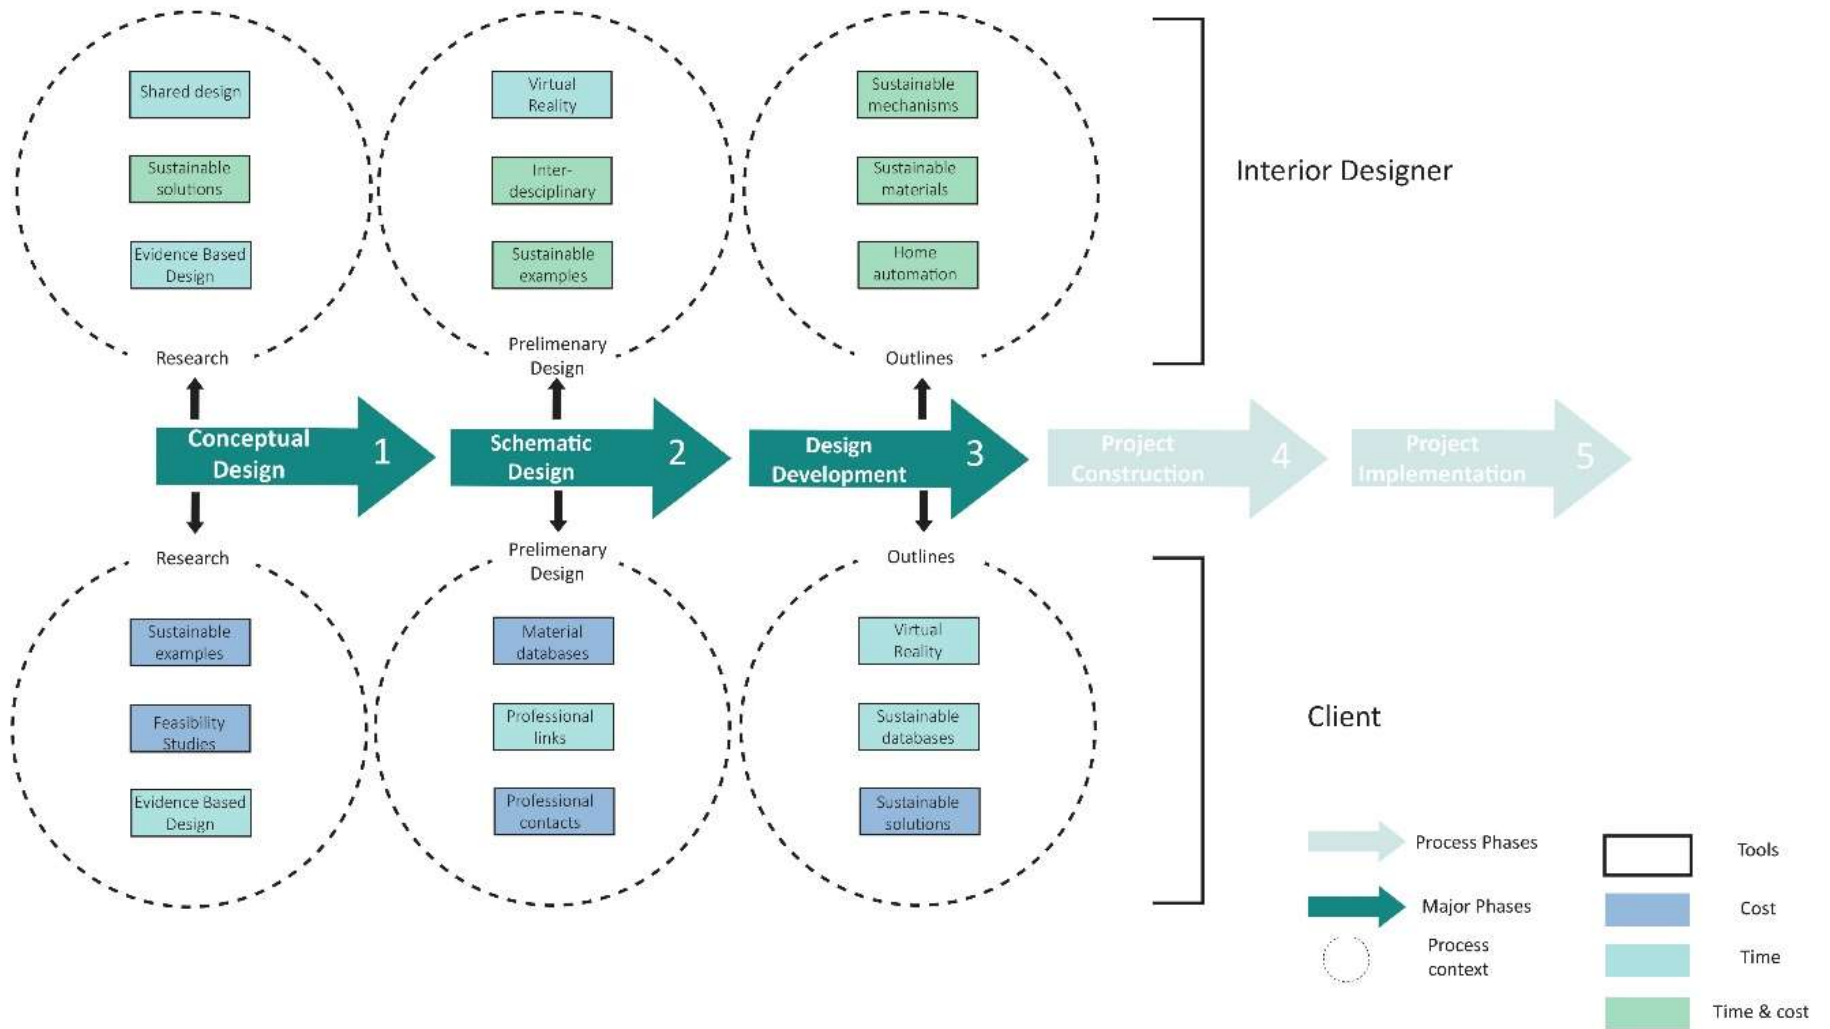 Shared design
Sustainable
solutions
Evidence Based
Design
Research
Virtual
Reality
Inter-
desciplinary
Sustainable
examples
Prelimenary
Design
Sustainable
mechanisms
Sustainable
materials
Home
automation
Outlines
Interior Designer
Conceptual
Design
1
Schematic
Design
2
Design
Development
3
Project
Construction
4
Project
Implementation
5
Research
Sustainable
examples
Feasibility
Studies
Evidence Based
Design
Prelimenary
Design
Material
databases
Professional
links
Professional
contacts
Outlines
Virtual
Reality
Sustainable
databases
Sustainable
solutions
Client
Process Phases
Major Phases
Process
context
Tools
Cost
Time
Time & cost